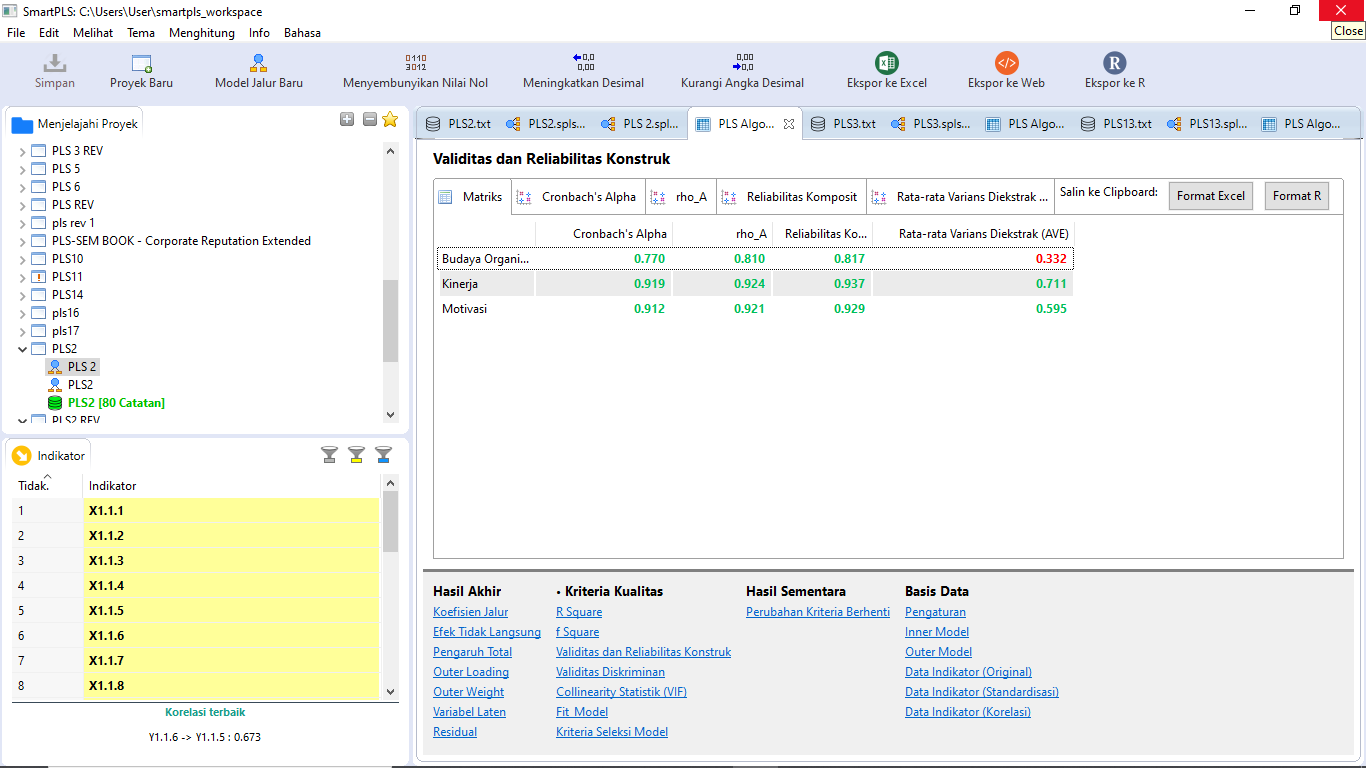 SmartPLS: C:\Users\User\smartpls_workspace
File Edit Melihat Tema Menghitung Info Bahasa
Close
Simpan Proyek Baru Model Jalur Baru Menyembunyikan Nilai Nol Meningkatkan Desimal Kurangi Angka Desimal Ekspor ke Excel Ekspor ke Web Ekspor ke R
Menjelajahi Proyek
PLS 3 REV
PLS 5
PLS 6
PLS REV
pls rev 1
PLS-SEM BOOK - Corporate Reputation Extended
PLS10
PLS11
PLS14
pls16
pls17
PLS2
PLS 2
PLS2
PLS2 [80 Catatan]
PLS2 REV
Indikator
Tidak. Indikator
1 X1.1.1
2 X1.1.2
3 X1.1.3
4 X1.1.4
5 X1.1.5
6 X1.1.6
7 X1.1.7
8 X1.1.8
Korelasi terbaik
Y1.1.6 -> Y1.1.5 : 0.673
PLS2.txt PLS2.spls... PLS 2.spl... PLS Algo... PLS3.txt PLS3.spls... PLS Algo... PLS13.txt PLS13.spl... PLS Algo...
Validitas dan Reliabilitas Konstruk
Matriks Cronbach's Alpha rho_A Reliabilitas Komposit Rata-rata Varians Diekstrak ... Salin ke Clipboard: Format Excel Format R
Cronbach's Alpha rho_A Reliabilitas Ko... Rata-rata Varians Diekstrak (AVE)
Budaya Organi... 0.770 0.810 0.817 0.332
Kinerja 0.919 0.924 0.937 0.711
Motivasi 0.912 0.921 0.929 0.595
Hasil Akhir
Koefisien Jalur
Efek Tidak Langsung
Pengaruh Total
Outer Loading
Outer Weight
Variabel Laten
Residual
• Kriteria Kualitas
R Square
f Square
Validitas dan Reliabilitas Konstruk
Validitas Diskriminan
Collinearity Statistik (VIF)
Fit_Model
Kriteria Seleksi Model
Hasil Sementara
Perubahan Kriteria Berhenti
Basis Data
Pengaturan
Inner Model
Outer Model
Data Indikator (Original)
Data Indikator (Standardisasi)
Data Indikator (Korelasi)